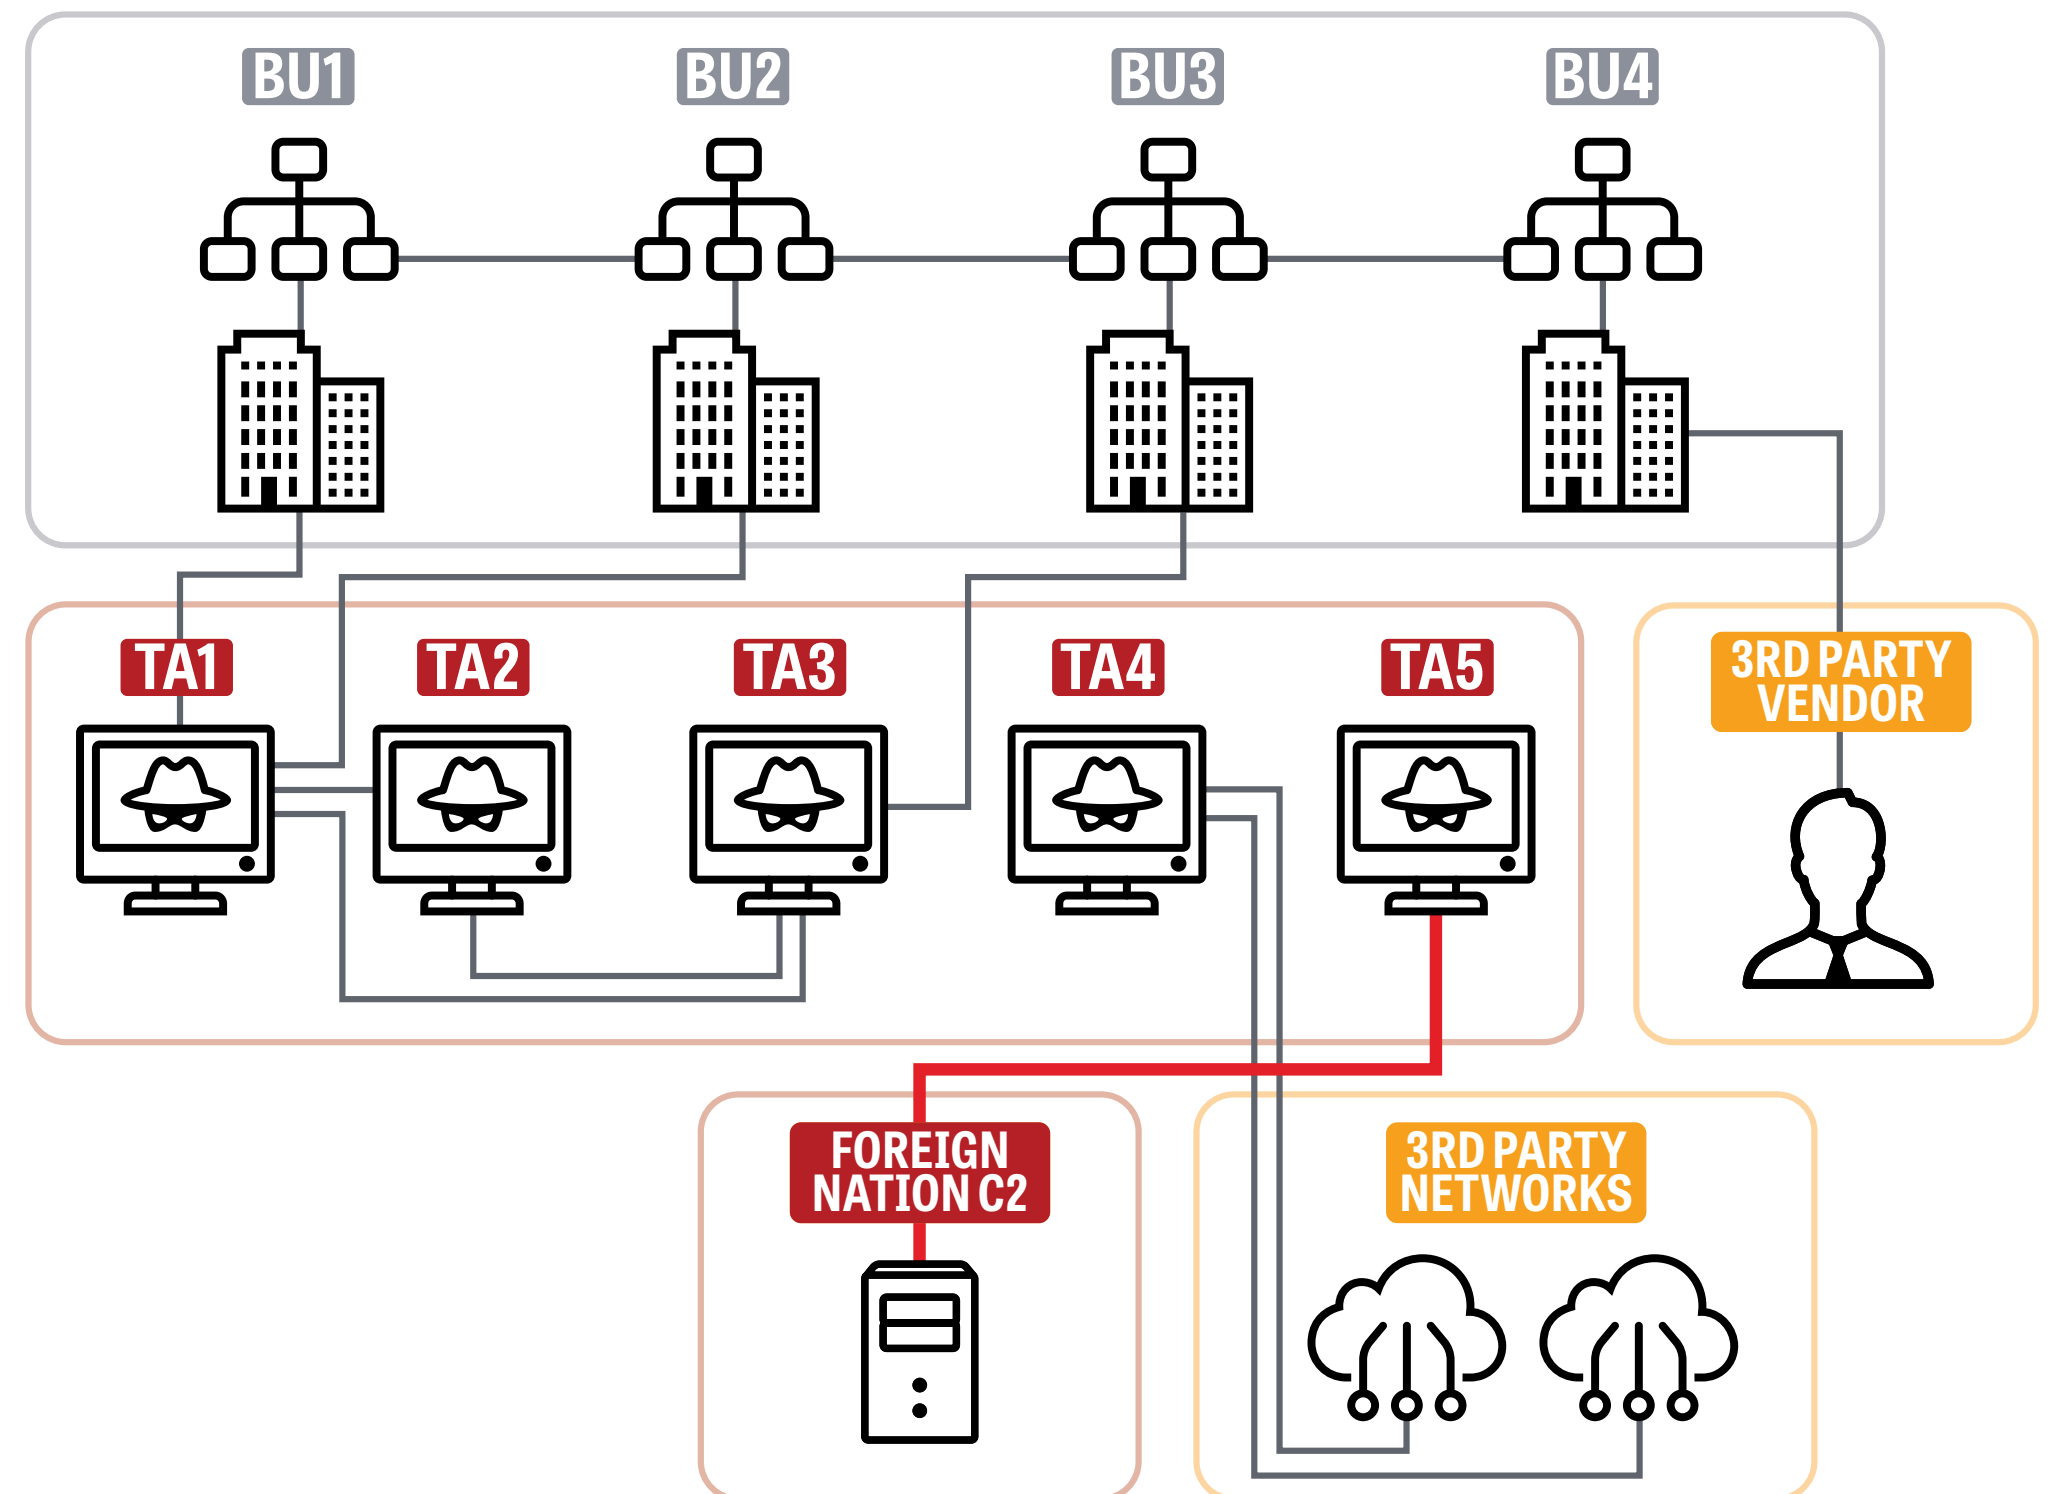 BU1
BU2
BU3
BU4
TA1
TA2
TA3
TA4
TA5
3RD PARTY
VENDOR
FOREIGN
NATION C2
3RD PARTY
NETWORKS